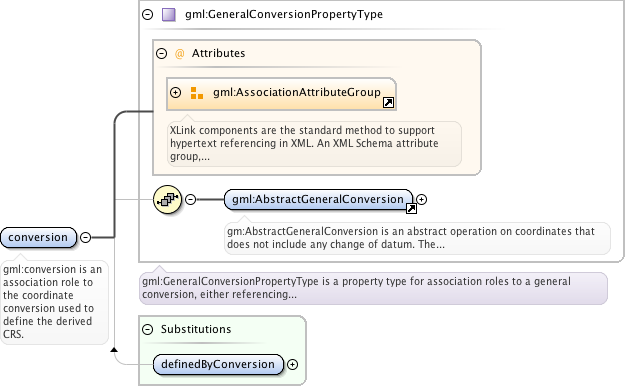 gml:GeneralConversionPropertyType
@ Attributes
gml:AssociationAttributeGroup
XLink components are the standard method to support
hypertext referencing in XML. An XML Schema attribute
group,...
gml:AbstractGeneralConversion
gm:AbstractGeneralConversion is an abstract operation on coordinates that
does not include any change of datum. The...
conversion
gml:conversion is an
association role to
the coordinate
conversion used to
define the derived
CRS.
gml:GeneralConversionPropertyType is a property type for association roles to a general
conversion, either referencing...
Substitutions
definedByConversion